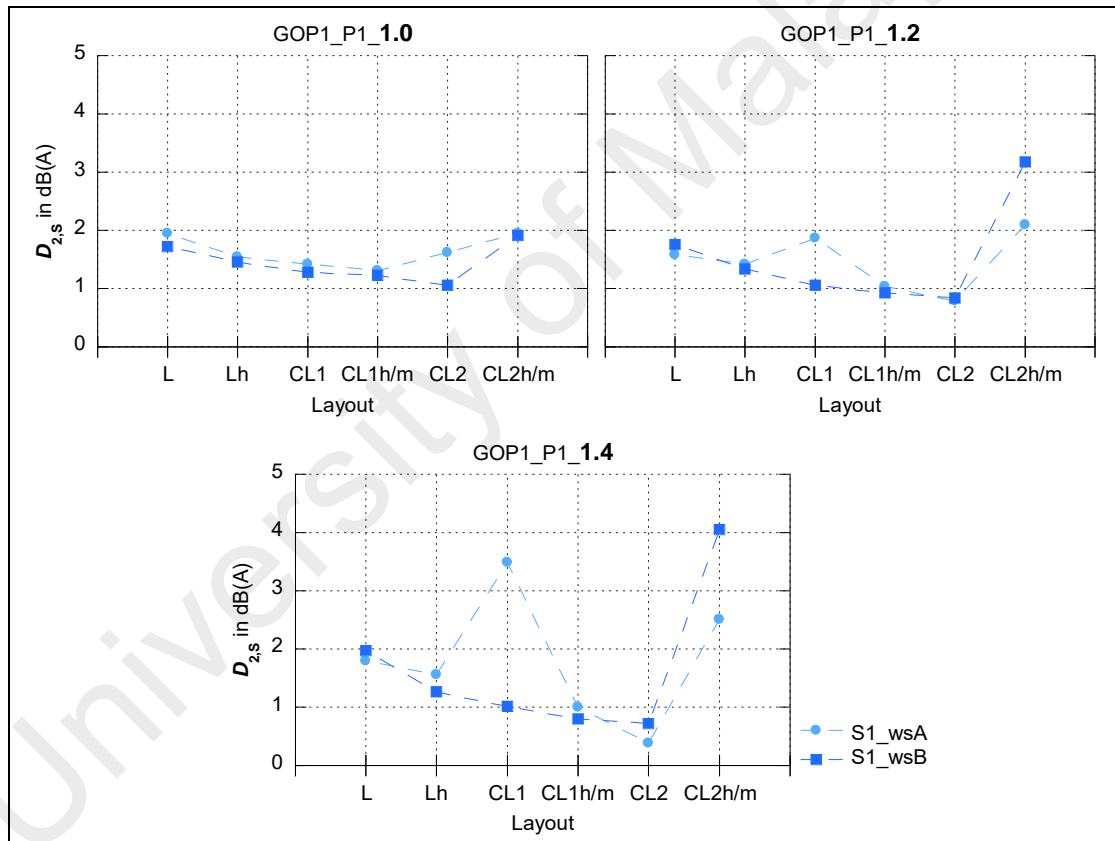 GOP1_P1_1.0
5
4
3
2
1
0
D2,S in dB(A)
L Lh CL1 CL1h/m CL2 CL2h/m
Layout
GOP1_P1_1.2
L Lh CL1 CL1h/m CL2 CL2h/m
Layout
GOP1_P1_1.4
5
4
3
2
1
0
D2,S in dB(A)
L Lh CL1 CL1h/m CL2 CL2h/m
Layout
S1_wsA
S1_wsB
University of Mala